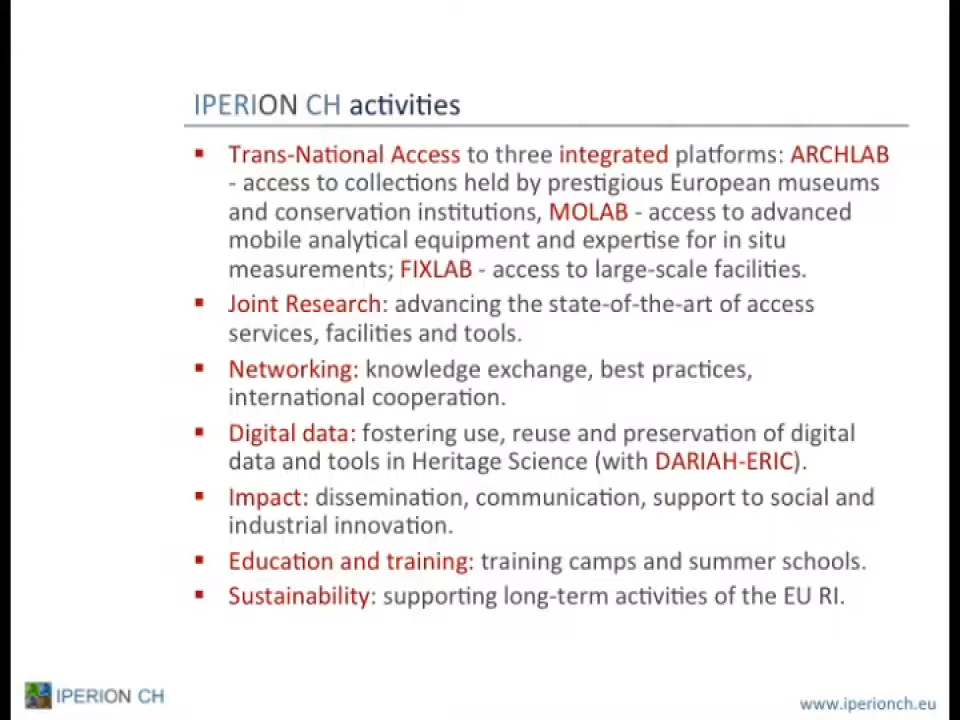 IPERION CH activities
▪ Trans-National Access to three integrated platforms: ARCHLAB
- access to collections held by prestigious European museums
and conservation institutions, MOLAB - access to advanced
mobile analytical equipment and expertise for in situ
measurements; FIXLAB - access to large-scale facilities.
▪ Joint Research: advancing the state-of-the-art of access
services, facilities and tools.
▪ Networking: knowledge exchange, best practices,
international cooperation.
▪ Digital data: fostering use, reuse and preservation of digital
data and tools in Heritage Science (with DARIAH-ERIC).
▪ Impact: dissemination, communication, support to social and
industrial innovation.
▪ Education and training: training camps and summer schools.
▪ Sustainability: supporting long-term activities of the EU RI.
IPERION CH
www.iperionch.eu